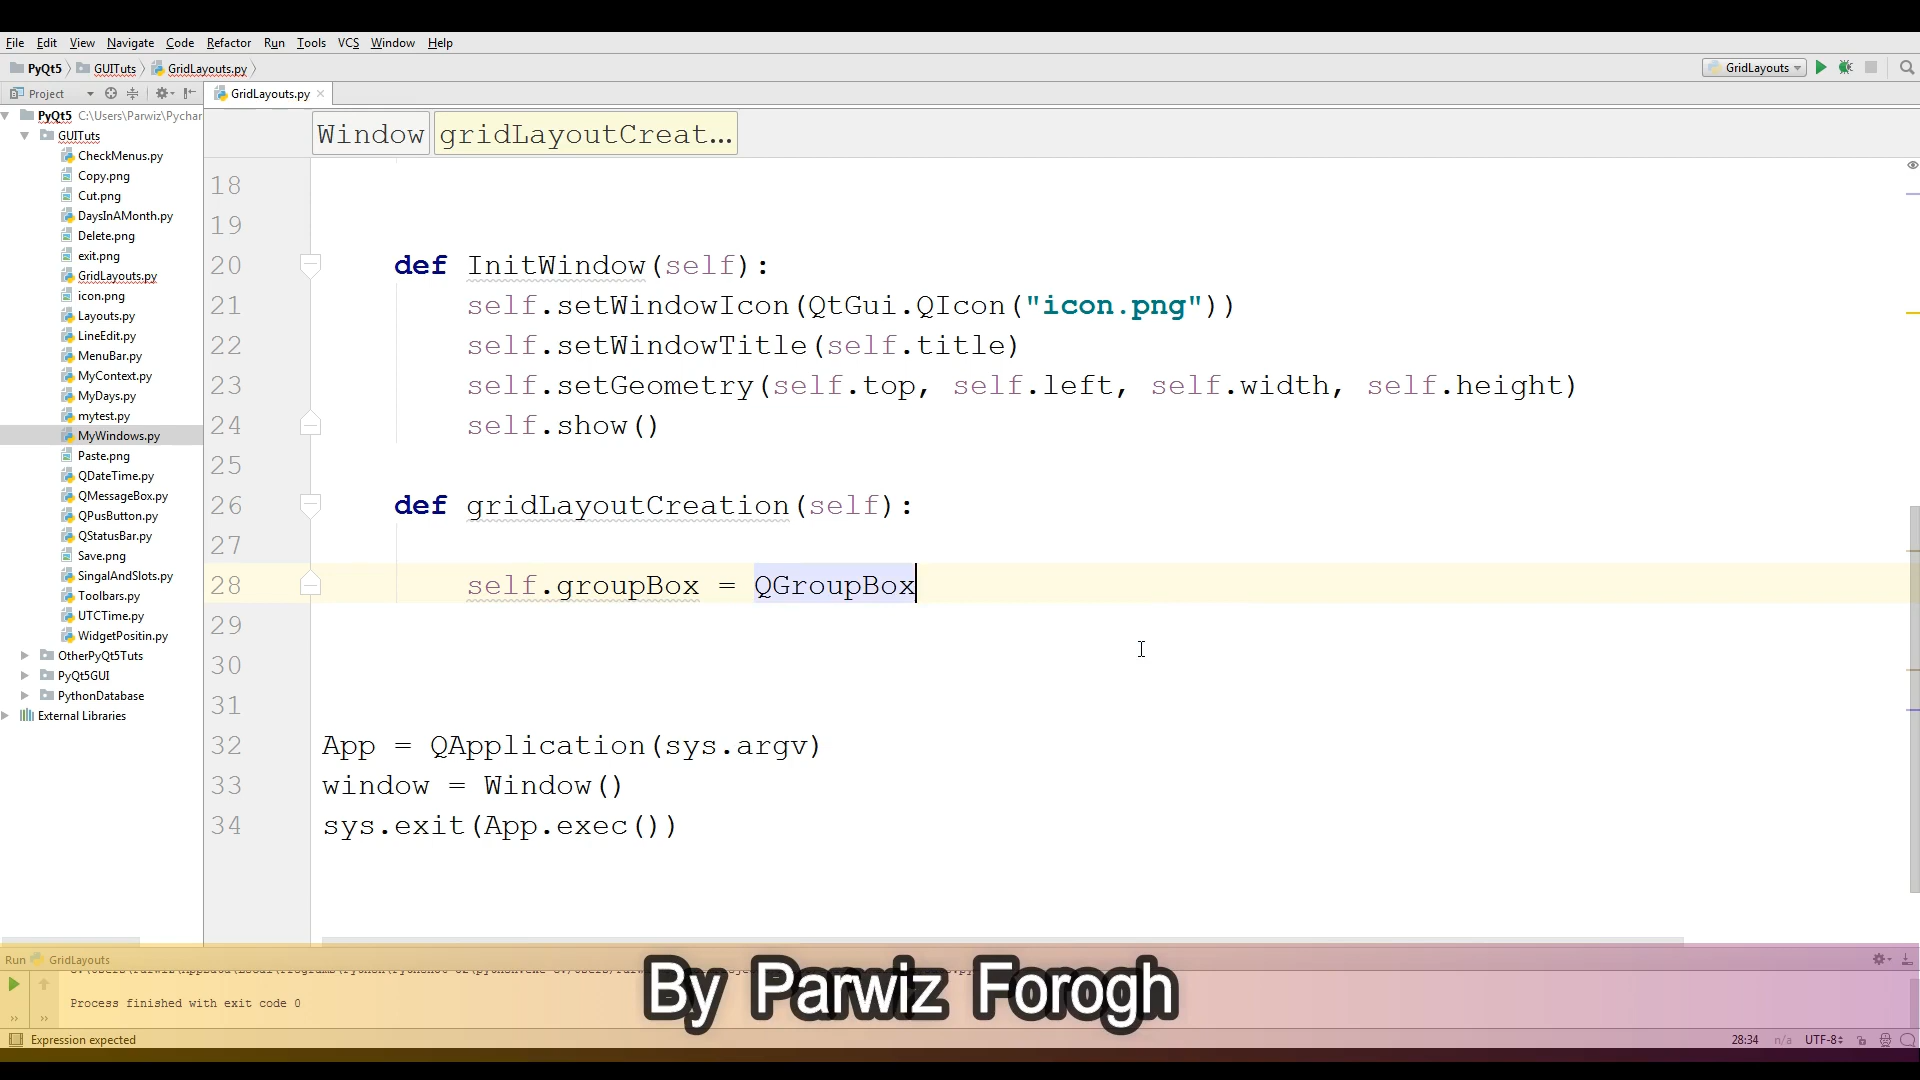 File Edit View Navigate Code Refactor Run Tools VCS Window Help
PyQt5 GUITuts GridLayouts.py GridLayouts
Project GridLayouts.py
PyQt5 C:\Users\Parwiz\Pychar
GUITuts
CheckMenus.py
Copy.png
Cut.png
DaysInAMonth.py
Delete.png
exit.png
GridLayouts.py
icon.png
Layouts.py
LineEdit.py
MenuBar.py
MyContext.py
MyDays.py
mytest.py
MyWindows.py
Paste.png
QDateTime.py
QMessageBox.py
QPusButton.py
QStatusBar.py
Save.png
SingalAndSlots.py
Toolbars.py
UTCTime.py
WidgetPositin.py
OtherPyQt5Tuts
PyQt5GUI
PythonDatabase
External Libraries
Window gridLayoutCreat...
18
19
20 def InitWindow(self):
21 self.setWindowIcon(QtGui.QIcon("icon.png"))
22 self.setWindowTitle(self.title)
23 self.setGeometry(self.top, self.left, self.width, self.height)
24 self.show()
25
26 def gridLayoutCreation(self):
27
28 self.groupBox = QGroupBox
29
30
31
32 App = QApplication(sys.argv)
33 window = Window()
34 sys.exit(App.exec())
Run GridLayouts
Process finished with exit code 0
By Parwiz Forogh
Expression expected 28:34 n/a UTF-8